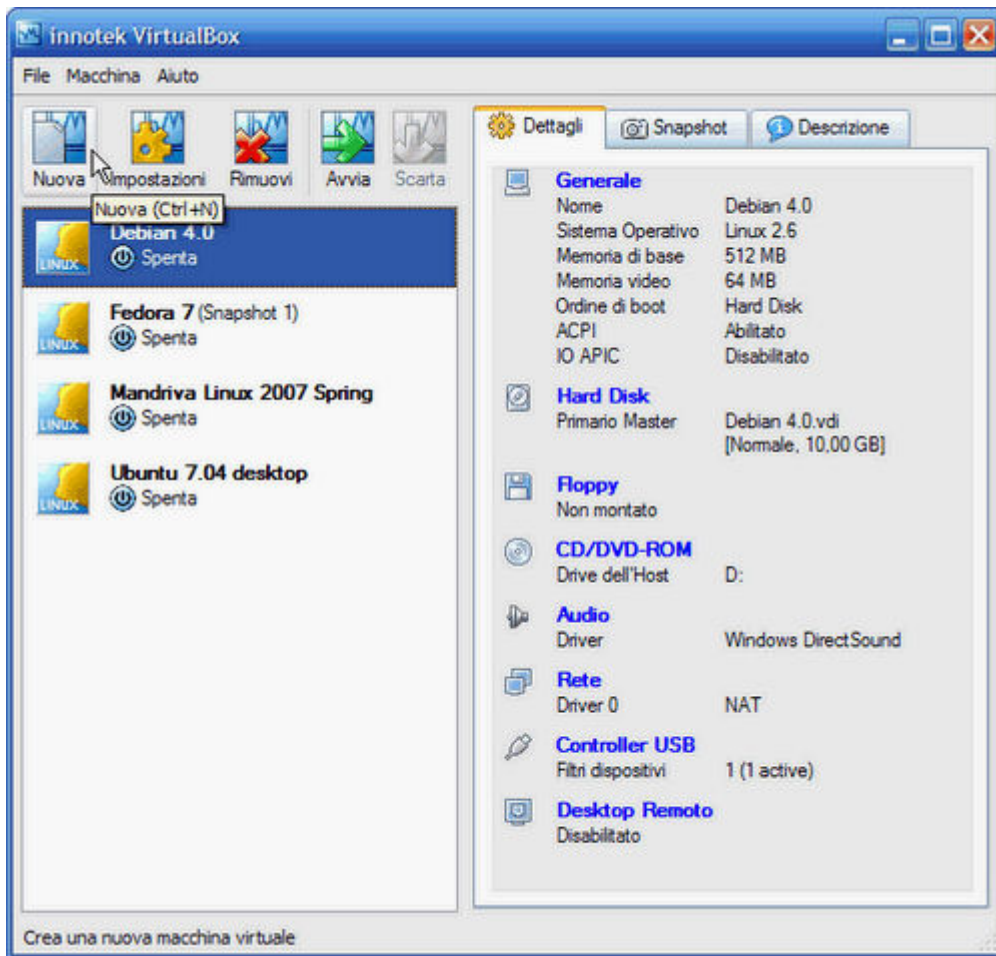 innotek VirtualBox
File Macchina Aiuto
Nuova Impostazioni Rimuovi Avvia Scarta
Nuova (Ctrl+N)
Debian 4.0
Spenta
Fedora 7 (Snapshot 1)
Spenta
Mandriva Linux 2007 Spring
Spenta
Ubuntu 7.04 desktop
Spenta
LINUX
LINUX
LINUX
LINUX
Dettagli Snapshot Descrizione
Generale
Nome Debian 4.0
Sistema Operativo Linux 2.6
Memoria di base 512 MB
Memoria video 64 MB
Ordine di boot Hard Disk
ACPI Abilitato
IO APIC Disabilitato
Hard Disk
Primario Master Debian 4.0.vdi
[Normale, 10,00 GB]
Floppy
Non montato
CD/DVD-ROM
Drive dell'Host D:
Audio
Driver Windows DirectSound
Rete
Driver 0 NAT
Controller USB
Filtri dispositivi 1 (1 active)
Desktop Remoto
Disabilitato
Crea una nuova macchina virtuale